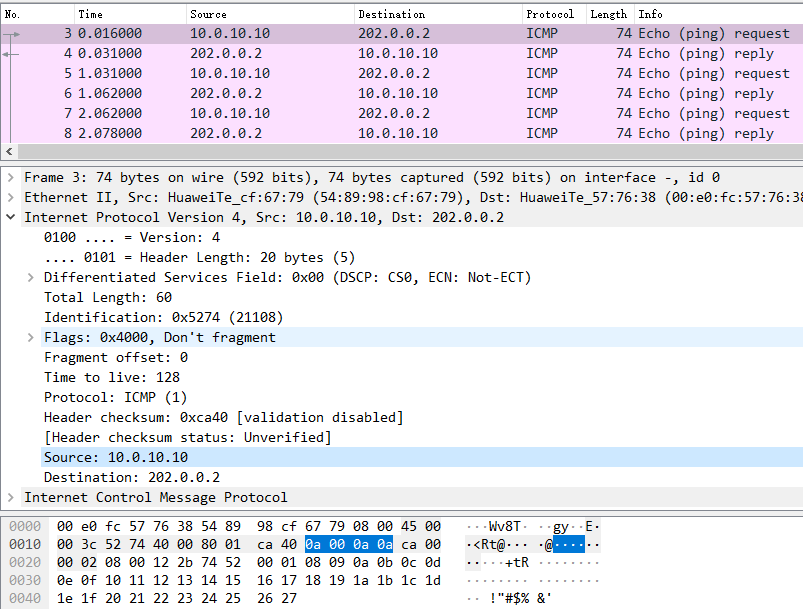 No. Time Source Destination Protocol Length Info
3 0.016000 10.0.10.10 202.0.0.2 ICMP 74 Echo (ping) request
4 0.031000 202.0.0.2 10.0.10.10 ICMP 74 Echo (ping) reply
5 1.031000 10.0.10.10 202.0.0.2 ICMP 74 Echo (ping) request
6 1.062000 202.0.0.2 10.0.10.10 ICMP 74 Echo (ping) reply
7 2.062000 10.0.10.10 202.0.0.2 ICMP 74 Echo (ping) request
8 2.078000 202.0.0.2 10.0.10.10 ICMP 74 Echo (ping) reply
Frame 3: 74 bytes on wire (592 bits), 74 bytes captured (592 bits) on interface -, id 0
Ethernet II, Src: HuaweiTe_cf:67:79 (54:89:98:cf:67:79), Dst: HuaweiTe_57:76:38 (00:e0:fc:57:76:38
Internet Protocol Version 4, Src: 10.0.10.10, Dst: 202.0.0.2
0100 .... = Version: 4
.... 0101 = Header Length: 20 bytes (5)
Differentiated Services Field: 0x00 (DSCP: CS0, ECN: Not-ECT)
Total Length: 60
Identification: 0x5274 (21108)
Flags: 0x4000, Don't fragment
Fragment offset: 0
Time to live: 128
Protocol: ICMP (1)
Header checksum: 0xca40 [validation disabled]
[Header checksum status: Unverified]
Source: 10.0.10.10
Destination: 202.0.0.2
Internet Control Message Protocol
0000 00 e0 fc 57 76 38 54 89 98 cf 67 79 08 00 45 00 ···Wv8T· ··gy··E·
0010 00 3c 52 74 40 00 80 01 ca 40 0a 00 0a 0a ca 00 ·<Rt@··· ·@······
0020 00 02 08 00 12 2b 74 52 00 01 08 09 0a 0b 0c 0d ·····+tR ········
0030 0e 0f 10 11 12 13 14 15 16 17 18 19 1a 1b 1c 1d ········ ········
0040 1e 1f 20 21 22 23 24 25 26 27 ·· !"#$% &'